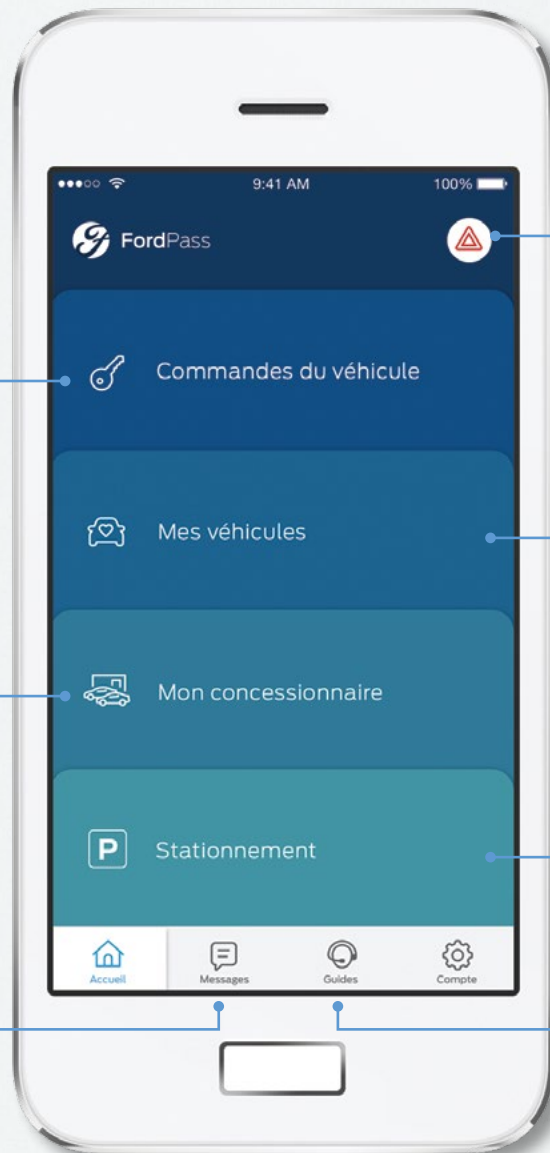 9:41 AM
100%
FordPass
Commandes du véhicule
Mes véhicules
Mon concessionnaire
P
Stationnement
Accueil
Messages
Guides
Compte